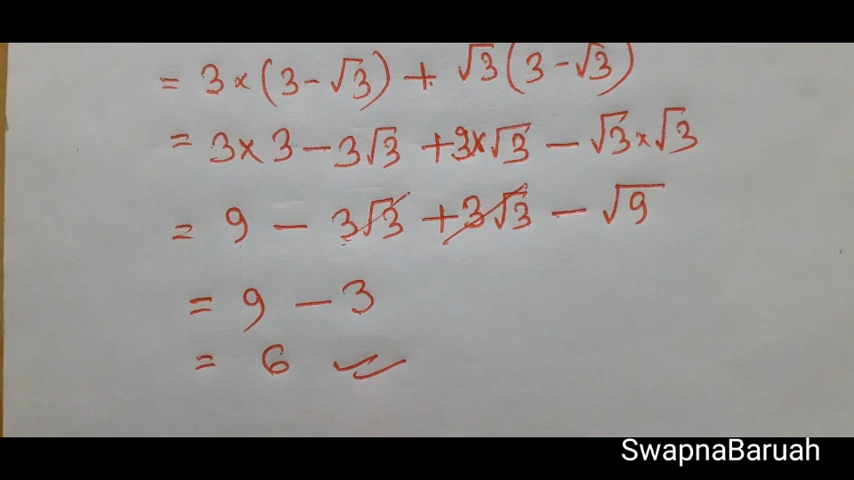 = 3 × (3 - √3) + √3 (3 - √3)
= 3 × 3 - 3√3 + 3 × √3 - √3 × √3
= 9 - 3√3 + 3√3 - √9
= 9 - 3
= 6
SwapnaBaruah